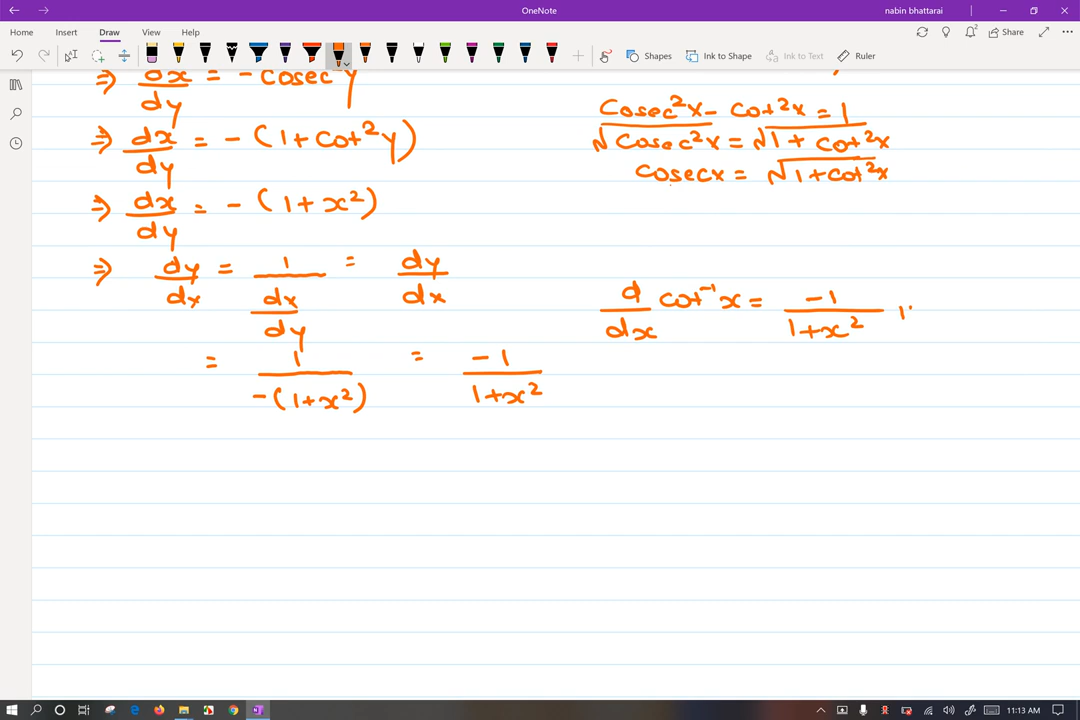 OneNote
nabin bhattarai
Home Insert Draw View Help
Share
Shapes Ink to Shape Ink to Text Ruler
⇒ dx/dy = - cosec y
⇒ dx/dy = - (1 + cot²y)
⇒ dx/dy = - (1 + x²)
⇒ dy/dx = 1/(dx/dy) = dy/dx
= 1/-(1+x²) = -1/1+x²
Cosec²x - cot²x = 1
√Cosec²x = √1 + cot²x
cosecx = √1+cot²x
d/dx cot⁻¹x = -1/1+x²
11:13 AM